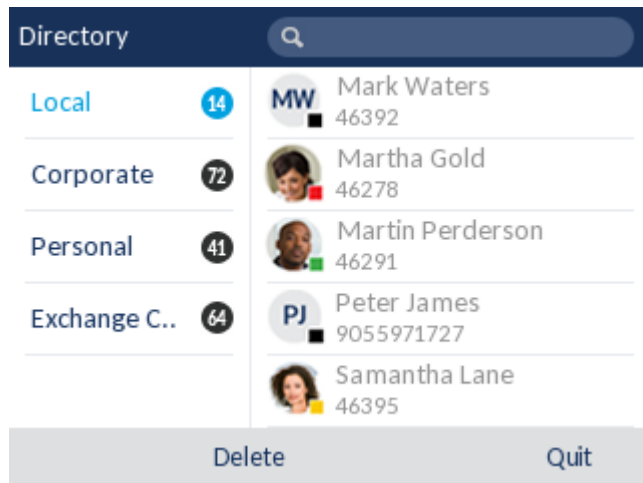 Directory
Local 14
Corporate 72
Personal 41
Exchange C.. 64
MW Mark Waters
46392
Martha Gold
46278
Martin Perderson
46291
PJ Peter James
9055971727
Samantha Lane
46395
Delete Quit